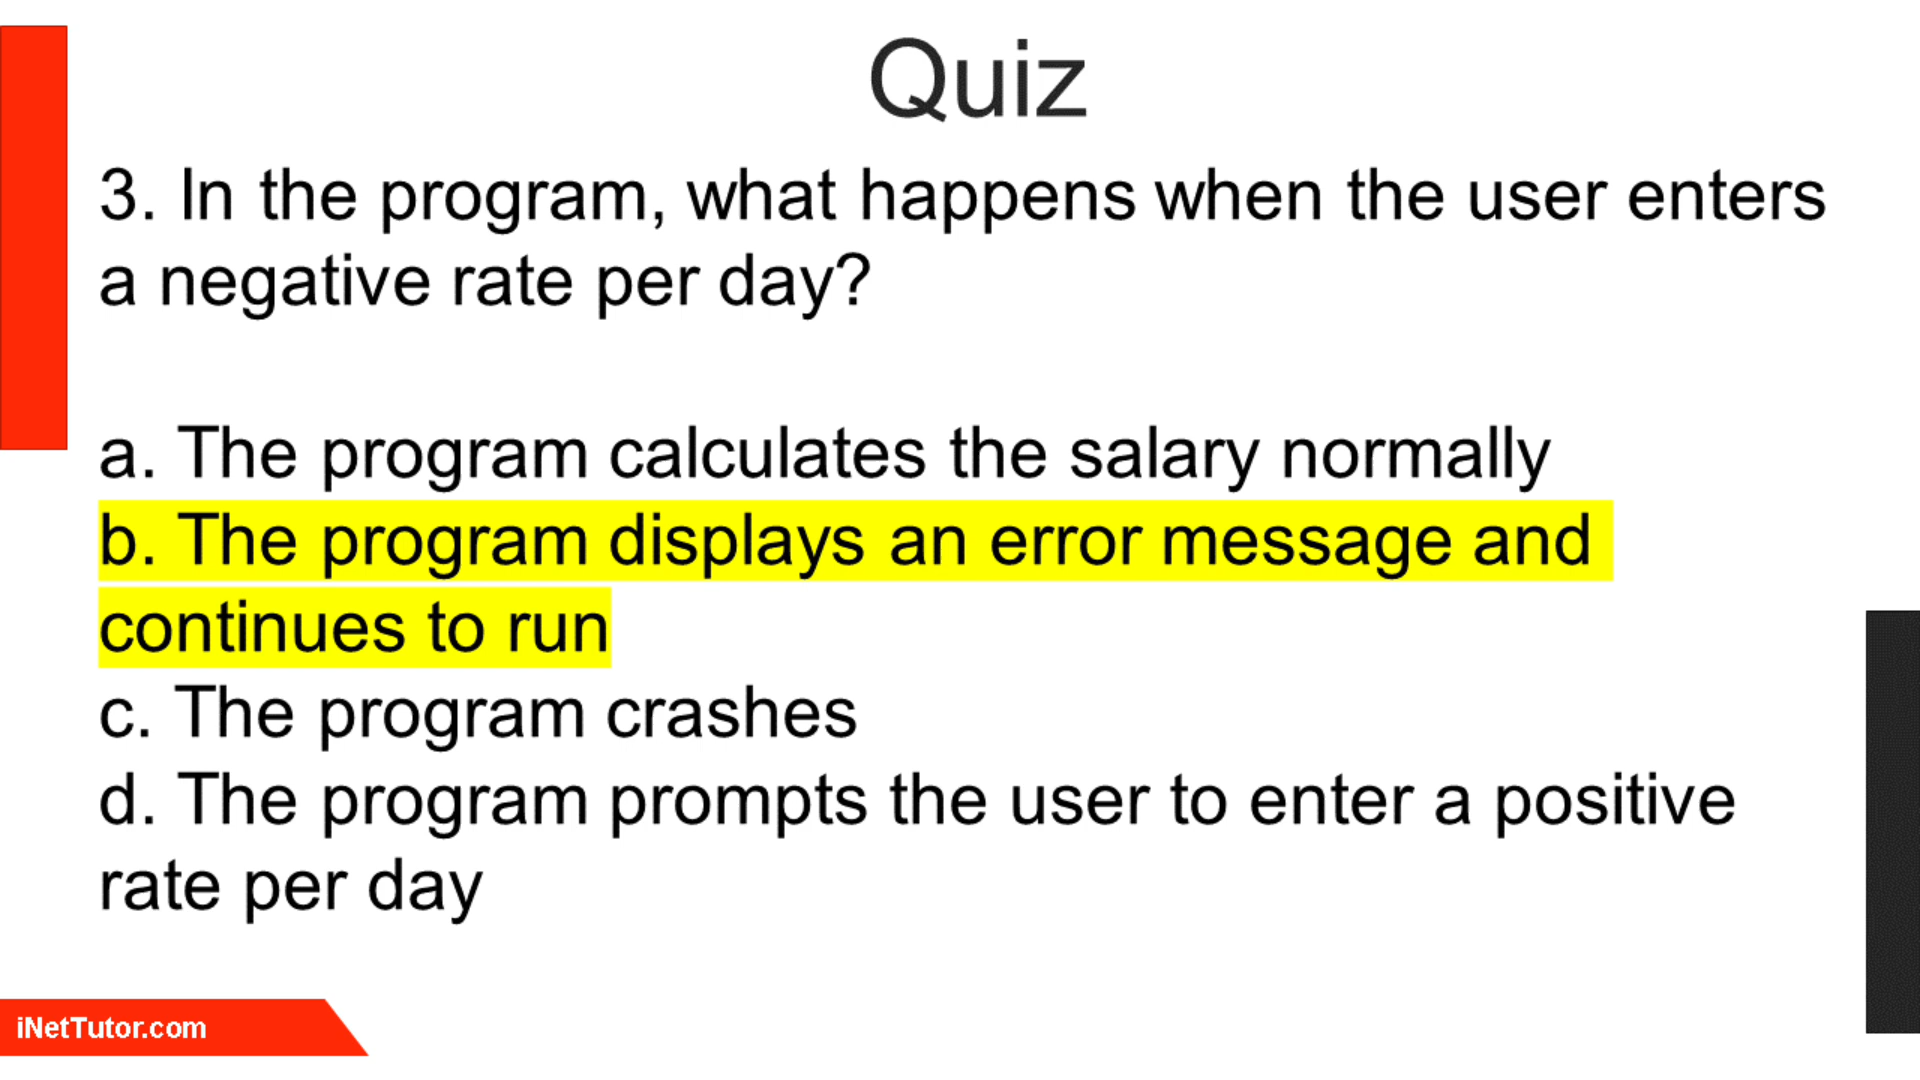 Quiz
3. In the program, what happens when the user enters
a negative rate per day?
a. The program calculates the salary normally
b. The program displays an error message and
continues to run
c. The program crashes
d. The program prompts the user to enter a positive
rate per day
iNetTutor.com